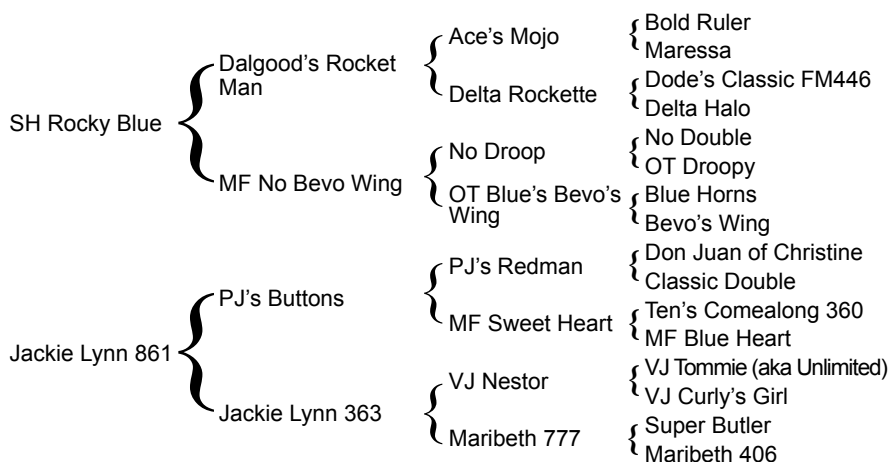 SH Rocky Blue
Dalgood's Rocket
Man
Ace's Mojo
Bold Ruler
Maressa
Delta Rockette
Dode's Classic FM446
Delta Halo
MF No Bevo Wing
No Droop
No Double
OT Droopy
OT Blue's Bevo's
Wing
Blue Horns
Bevo's Wing
Jackie Lynn 861
PJ's Buttons
PJ's Redman
Don Juan of Christine
Classic Double
MF Sweet Heart
Ten's Comealong 360
MF Blue Heart
Jackie Lynn 363
VJ Nestor
VJ Tommie (aka Unlimited)
VJ Curly's Girl
Maribeth 777
Super Butler
Maribeth 406